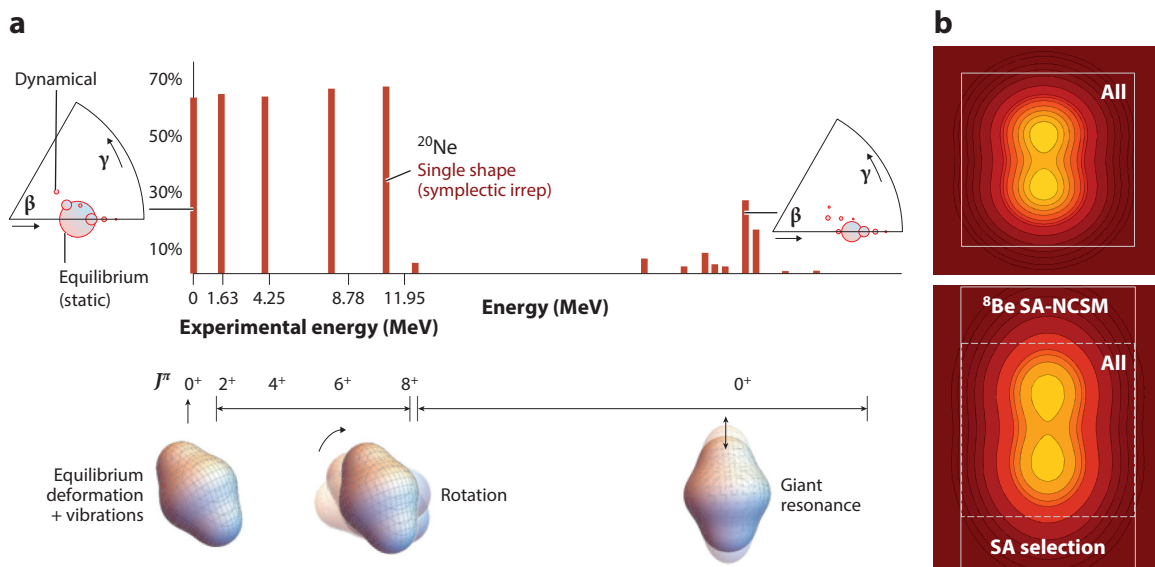 a
Dynamical
γ
β
Equilibrium
(static)
70%
50%
30%
10%
²⁰Ne
Single shape
(symplectic irrep)
β
γ
0
1.63
4.25
8.78
11.95
Experimental energy (MeV)
Energy (MeV)
Jπ
0⁺
2⁺
4⁺
6⁺
8⁺
0⁺
Equilibrium
deformation
+ vibrations
Rotation
Giant
resonance
b
All
⁸Be SA-NCSM
All
SA selection